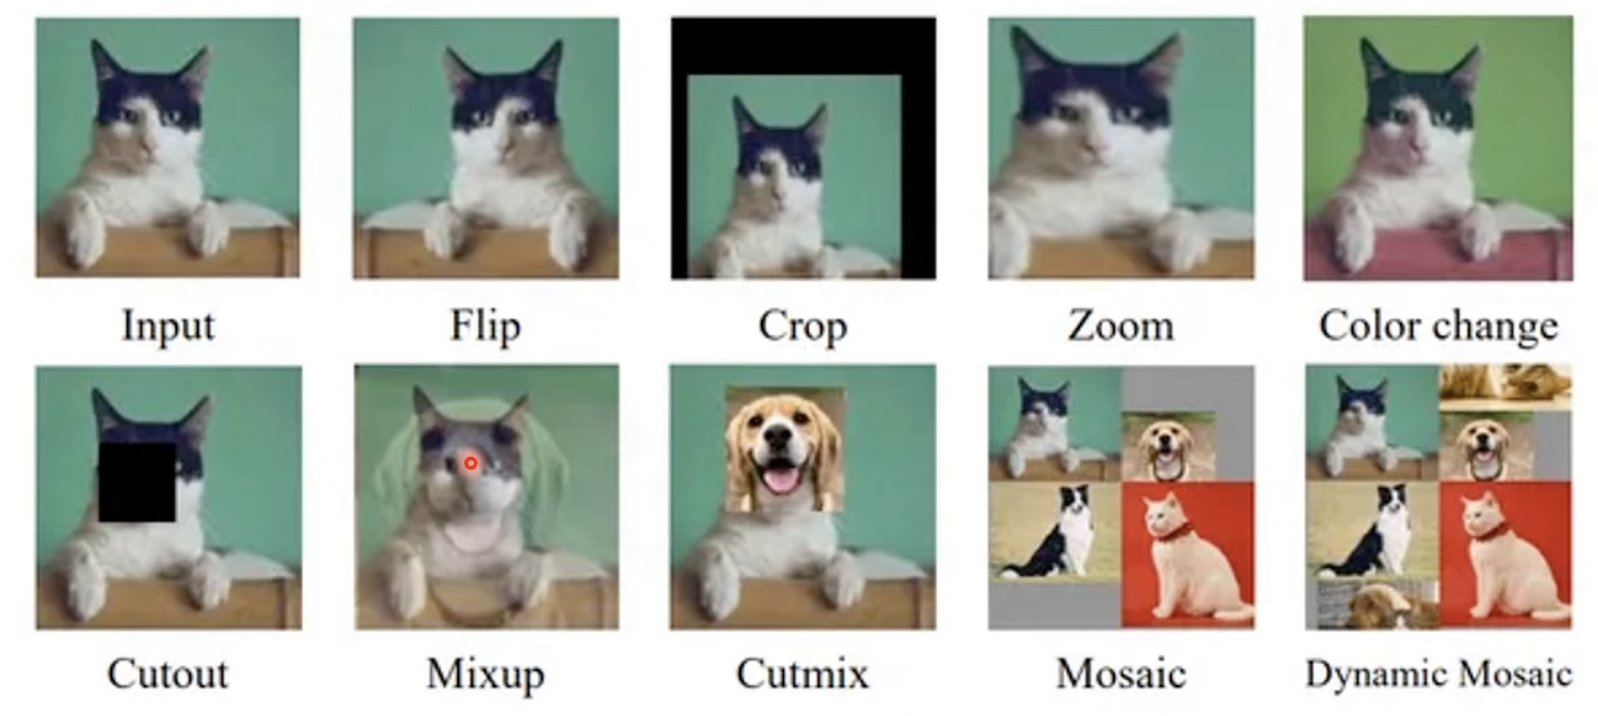 Input
Flip
Crop
Zoom
Color change
Cutout
Mixup
Cutmix
Mosaic
Dynamic Mosaic